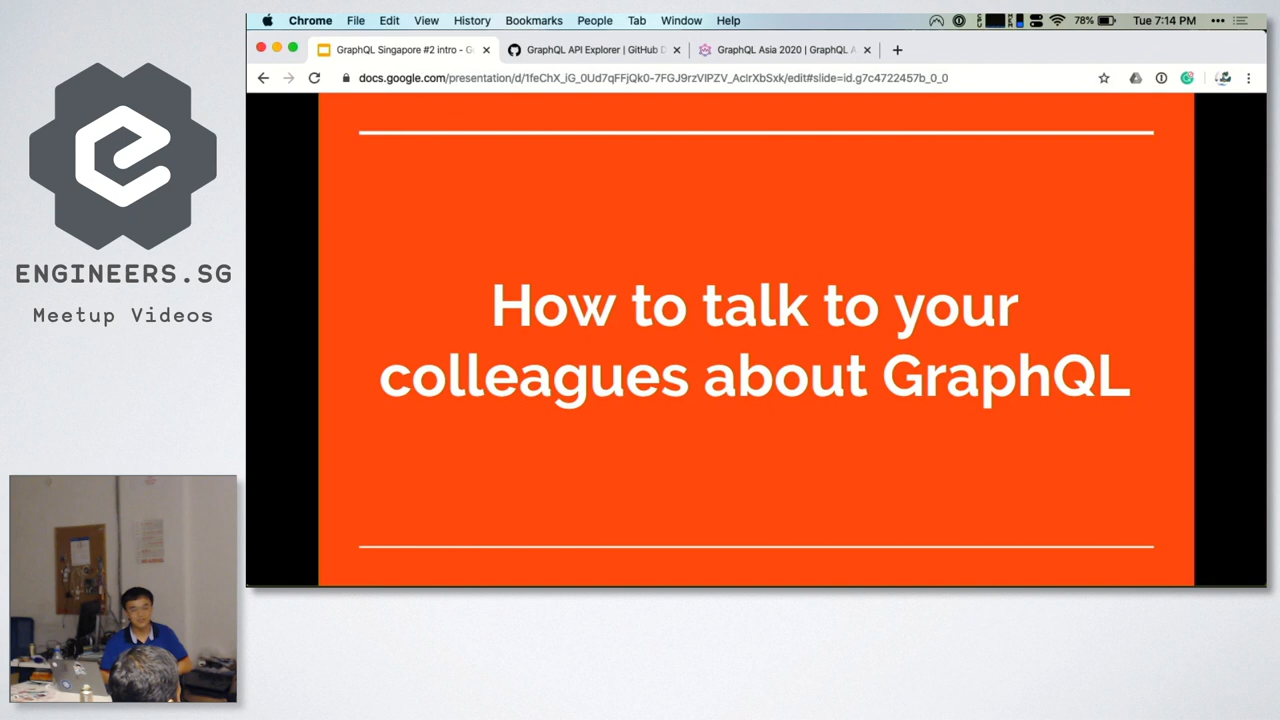 Chrome File Edit View History Bookmarks People Tab Window Help 78% Tue 7:14 PM
GraphQL Singapore #2 intro - G GraphQL API Explorer | GitHub D GraphQL Asia 2020 | GraphQL A
docs.google.com/presentation/d/1feChX_iG_0Ud7qFFjQk0-7FGJ9rzVlPZV_AclrXbSxk/edit#slide=id.g7c4722457b_0_0
How to talk to your
colleagues about GraphQL
ENGINEERS.SG
Meetup Videos